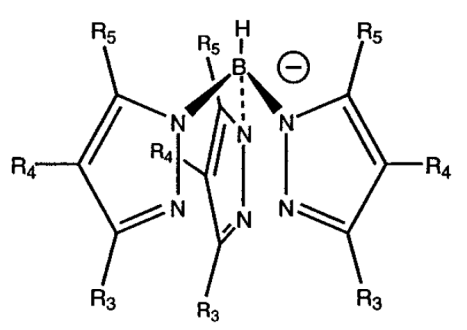 H
R5 R5 B ⊖ R5
N N N
R4 R4 R4
N N N
R3 R3 R3